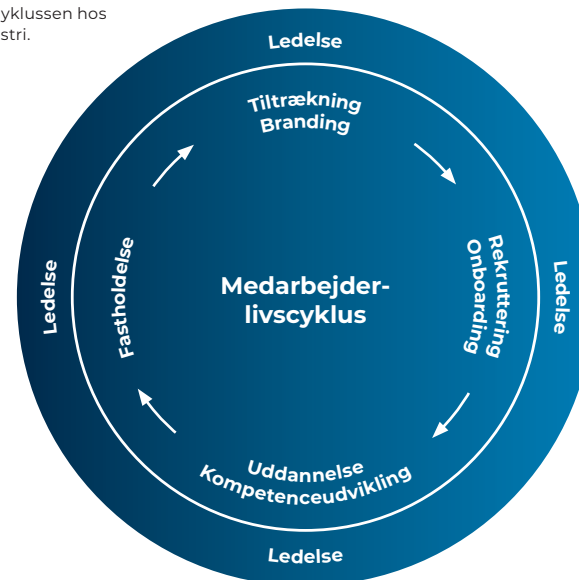 yklussen hos
stri.
Ledelse
Tiltrækning
Branding
Rekruttering
Onboarding
Ledelse
Uddannelse
Kompetenceudvikling
Ledelse
Fastholdelse
Ledelse
Medarbejder-
livscyklus